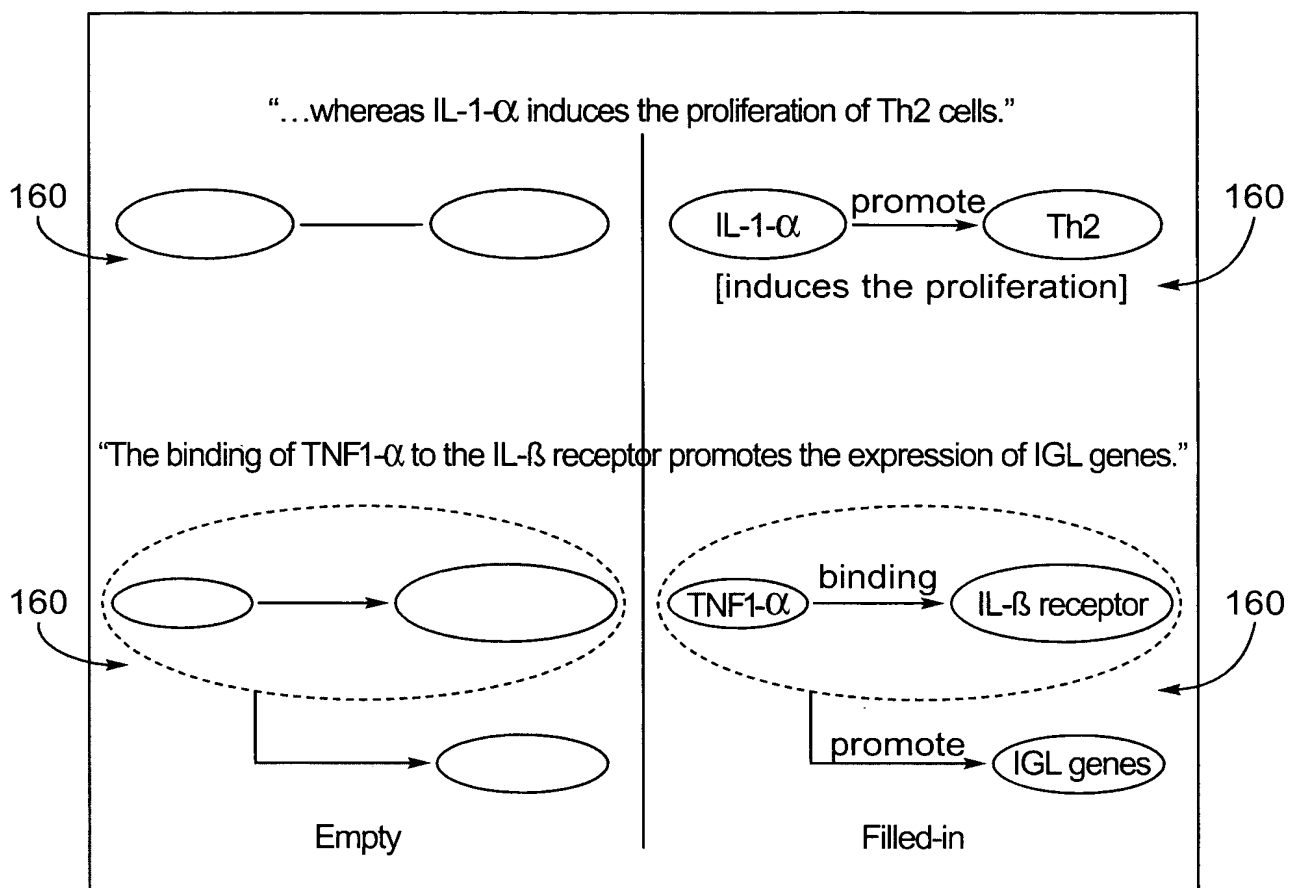 “...whereas IL-1-α induces the proliferation of Th2 cells.”
160
IL-1-α
promote
Th2
160
[induces the proliferation]
“The binding of TNF1-α to the IL-ß receptor promotes the expression of IGL genes.”
160
TNF1-α
binding
IL-ß receptor
160
promote
IGL genes
Empty
Filled-in